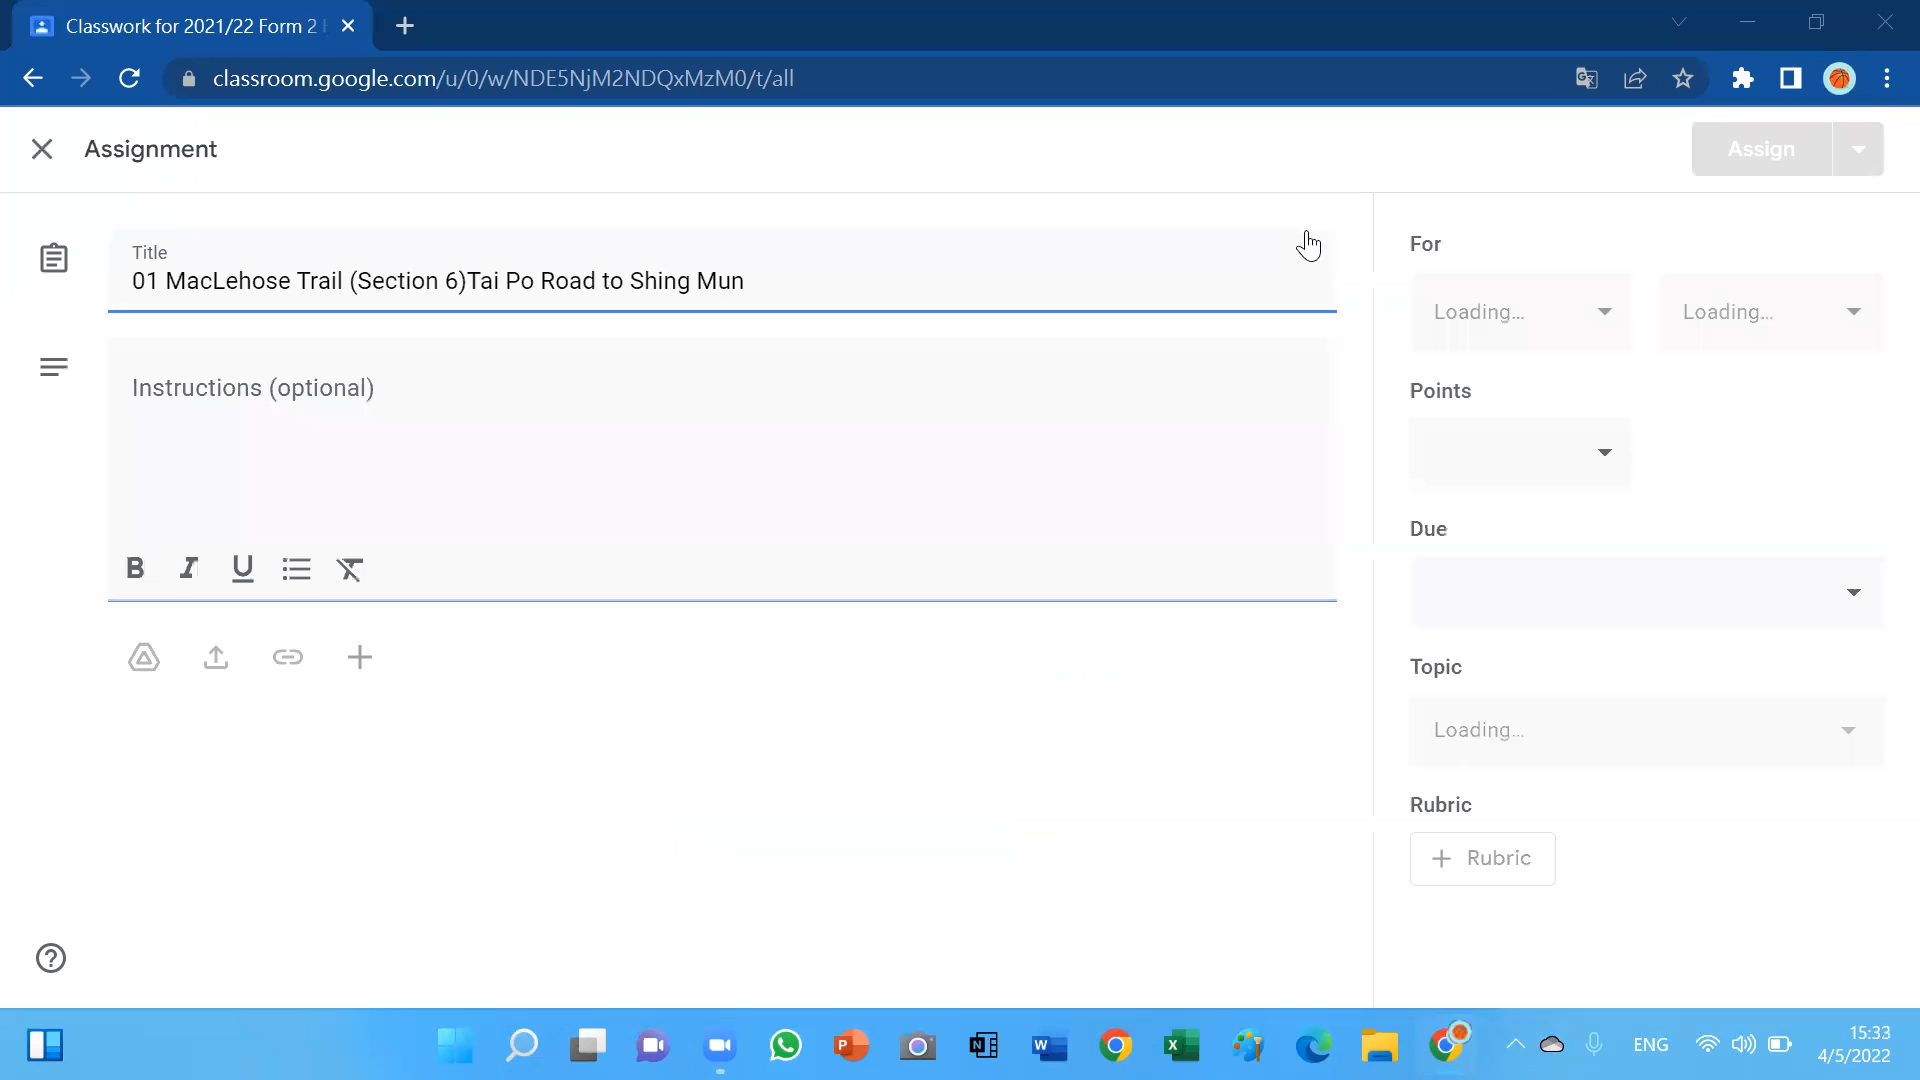 Classwork for 2021/22 Form 2
classroom.google.com/u/0/w/NDE5NjM2NDQxMzM0/t/all
Assignment
Assign
Title
01 MacLehose Trail (Section 6)Tai Po Road to Shing Mun
Instructions (optional)
B I U
For
Loading...
Loading...
Points
Due
Topic
Loading...
Rubric
Rubric
ENG
15:33
4/5/2022